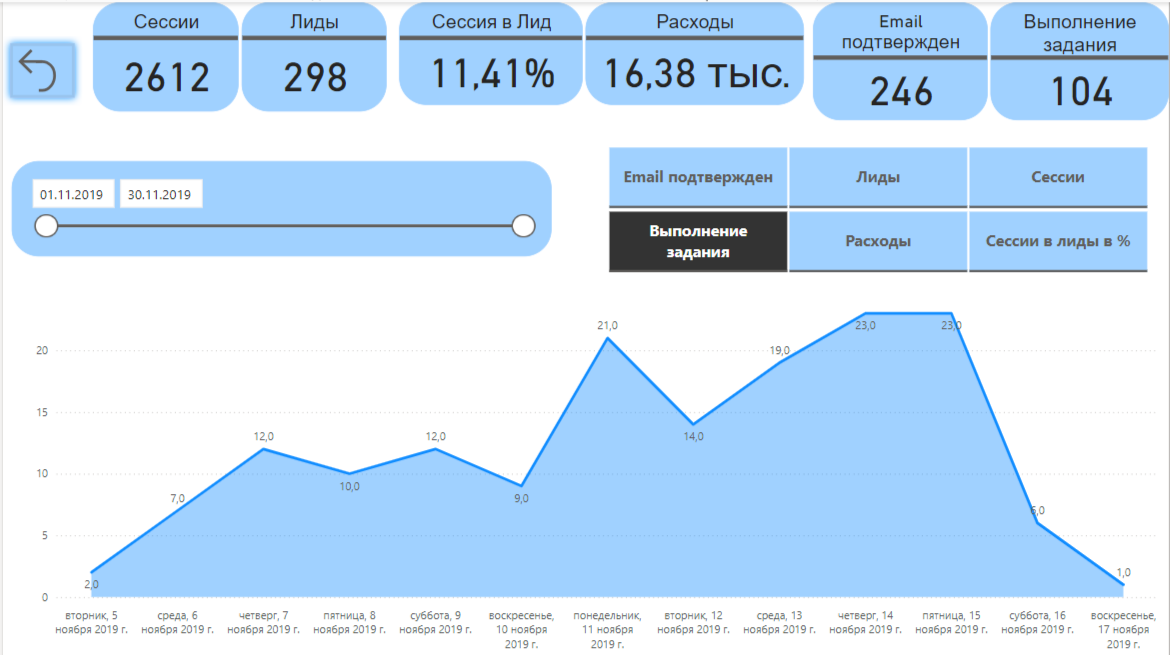 Сессии
2612
Лиды
298
Сессия в Лид
11,41%
Расходы
16,38 тыс.
Email
подтвержден
246
Выполнение
задания
104
01.11.2019
30.11.2019
Email подтвержден
Лиды
Сессии
Выполнение
задания
Расходы
Сессии в лиды в %
20
15
10
5
0
2,0
7,0
12,0
10,0
12,0
9,0
21,0
14,0
19,0
23,0
23,0
6,0
1,0
вторник, 5
ноября 2019 г.
среда, 6
ноября 2019 г.
четверг, 7
ноября 2019 г.
пятница, 8
ноября 2019 г.
суббота, 9
ноября 2019 г.
воскресенье,
10 ноября
2019 г.
понедельник,
11 ноября
2019 г.
вторник, 12
ноября 2019 г.
среда, 13
ноября 2019 г.
четверг, 14
ноября 2019 г.
пятница, 15
ноября 2019 г.
суббота, 16
ноября 2019 г.
воскресенье,
17 ноября
2019 г.